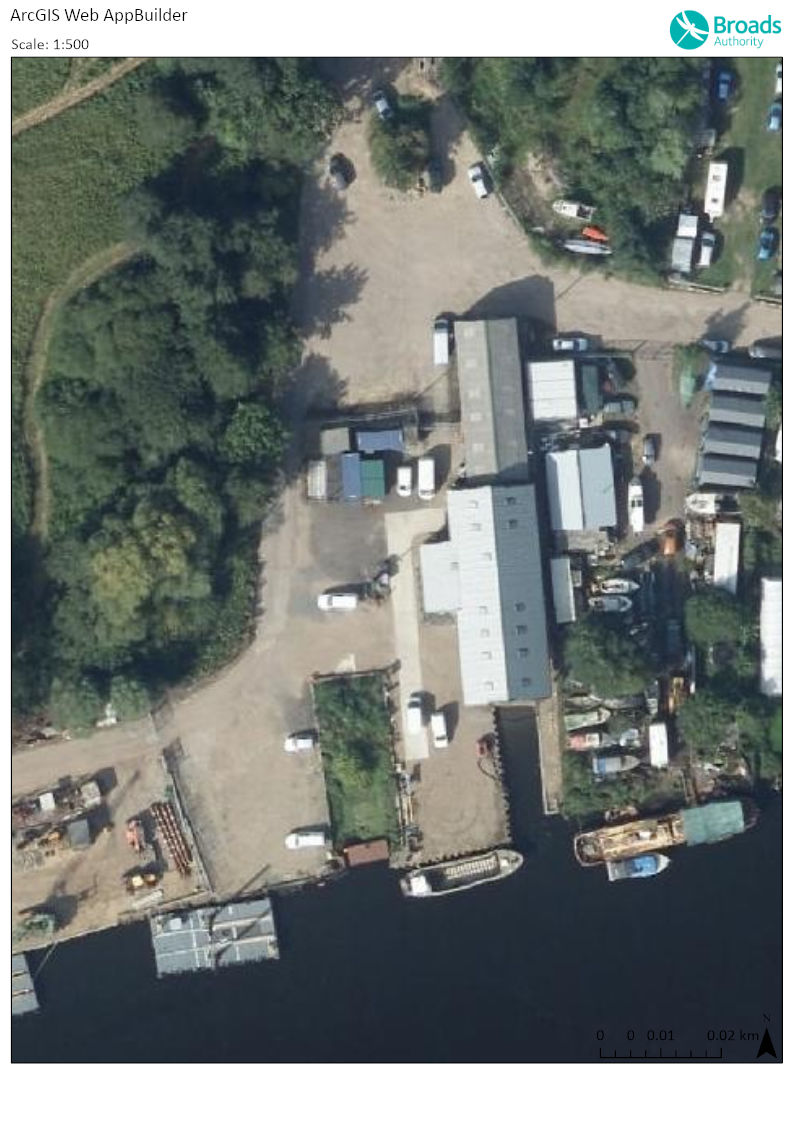 ArcGIS Web AppBuilder
Scale: 1:500
Broads
Authority
N
0 0 0.01 0.02 km